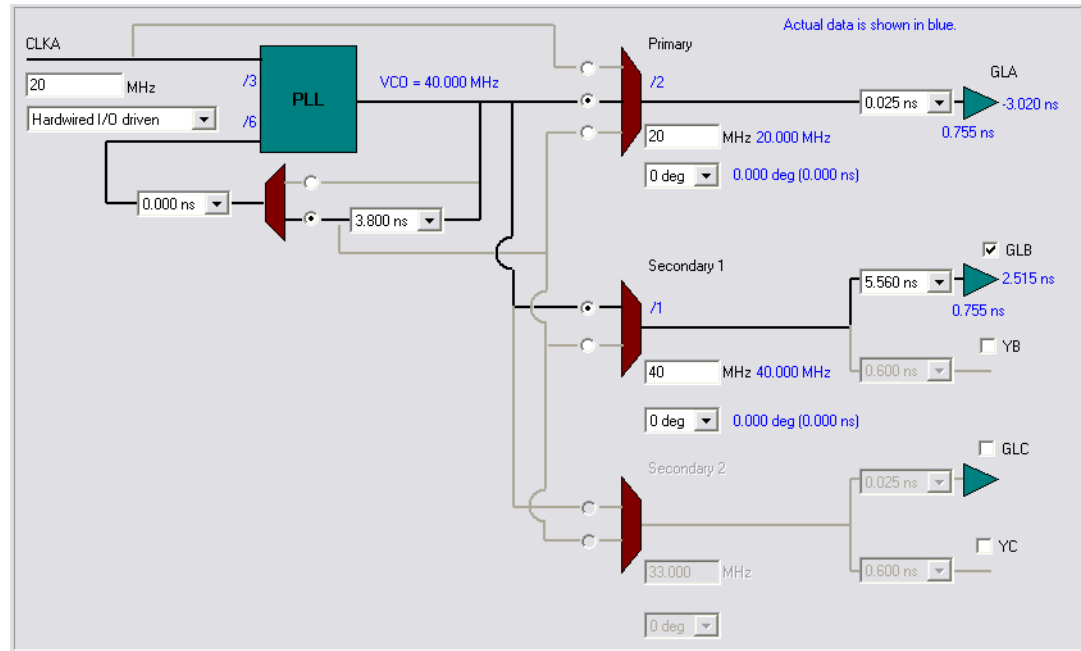 Actual data is shown in blue.
CLKA
Primary
20 MHz
/3
PLL
VCO = 40.000 MHz
/2
GLA
Hardwired I/O driven
/6
0.025 ns
-3.020 ns
0.755 ns
20 MHz 20.000 MHz
0 deg 0.000 deg (0.000 ns)
0.000 ns
3.800 ns
Secondary 1
GLB
/1
5.560 ns
2.515 ns
0.755 ns
YB
40 MHz 40.000 MHz
0.600 ns
0 deg 0.000 deg (0.000 ns)
Secondary 2
GLC
0.025 ns
YC
33.000 MHz
0.600 ns
0 deg